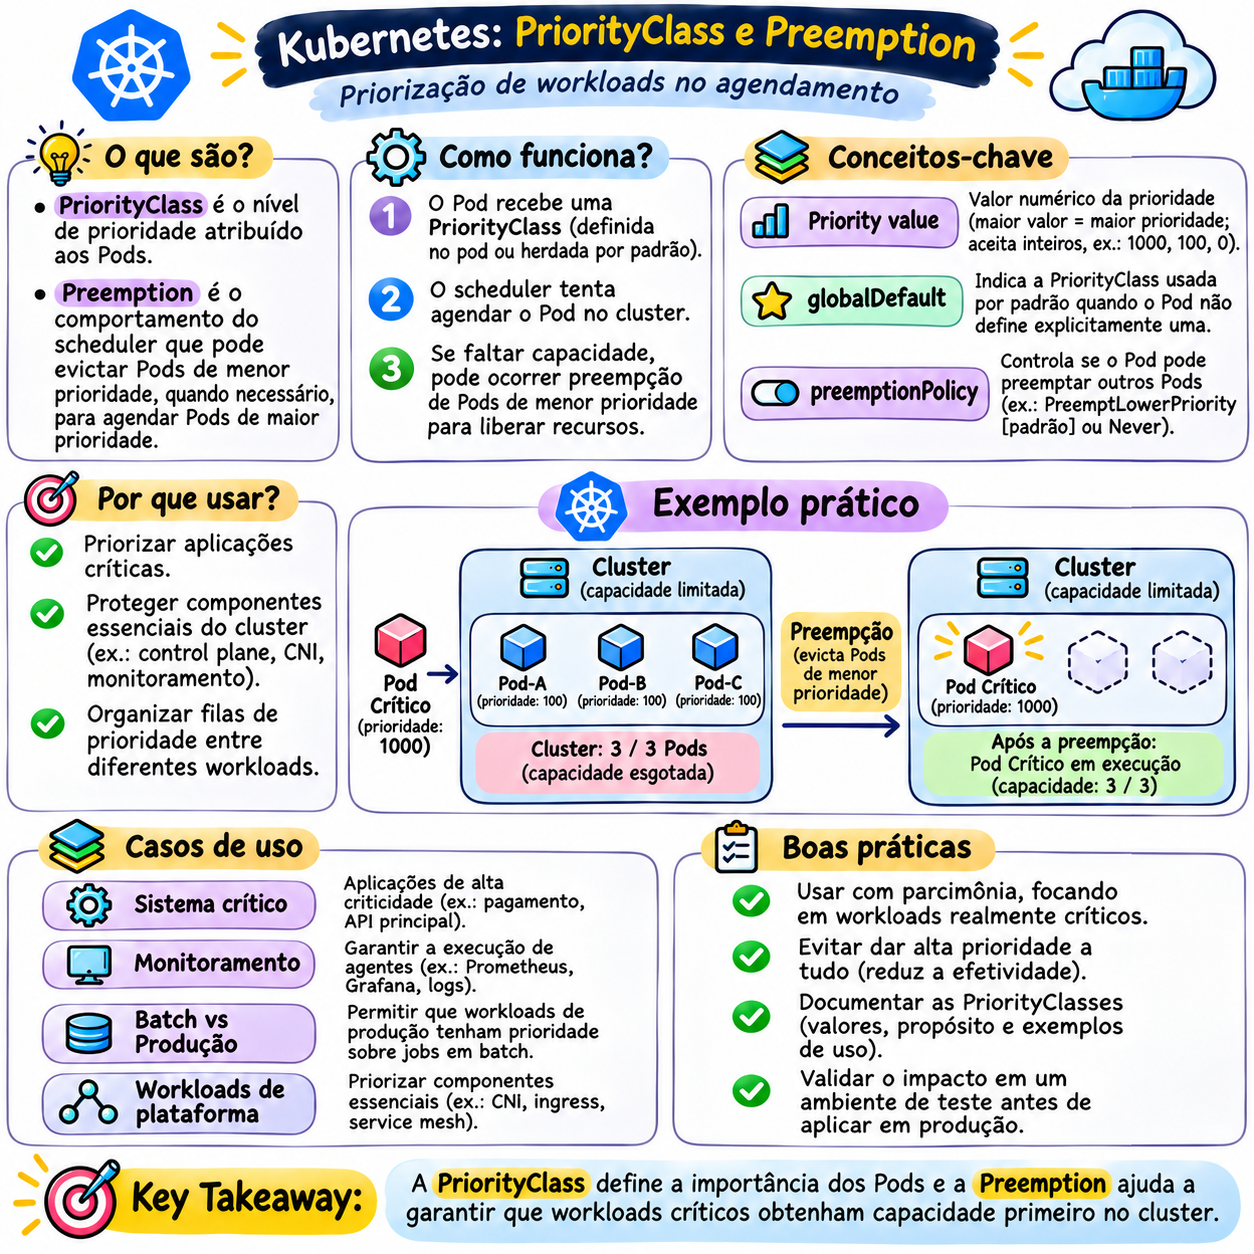 Kubernetes: PriorityClass e Preemption
Priorização de workloads no agendamento
O que são?
• PriorityClass é o nível
de prioridade atribuído
aos Pods.
• Preemption é o
comportamento do
scheduler que pode
evictar Pods de menor
prioridade, quando necessário,
para agendar Pods de maior
prioridade.
Como funciona?
1 O Pod recebe uma
PriorityClass (definida
no pod ou herdada por padrão).
2 O scheduler tenta
agendar o Pod no cluster.
3 Se faltar capacidade,
pode ocorrer preempção
de Pods de menor prioridade
para liberar recursos.
Conceitos-chave
Priority value
Valor numérico da prioridade
(maior valor = maior prioridade;
aceita inteiros, ex.: 1000, 100, 0).
globalDefault
Indica a PriorityClass usada
por padrão quando o Pod não
define explicitamente uma.
preemptionPolicy
Controla se o Pod pode
preemptar outros Pods
(ex.: PreemptLowerPriority
[padrão] ou Never).
Por que usar?
Priorizar aplicações
críticas.
Proteger componentes
essenciais do cluster
(ex.: control plane, CNI,
monitoramento).
Organizar filas de
prioridade entre
diferentes workloads.
Exemplo prático
Pod
Crítico
(prioridade:
1000)
Cluster
(capacidade limitada)
Pod-A
(prioridade: 100)
Pod-B
(prioridade: 100)
Pod-C
(prioridade: 100)
Cluster: 3 / 3 Pods
(capacidade esgotada)
Preempção
(evicta Pods
de menor
prioridade)
Cluster
(capacidade limitada)
Pod Crítico
(prioridade: 1000)
Após a preempção:
Pod Crítico em execução
(capacidade: 3 / 3)
Casos de uso
Sistema crítico
Aplicações de alta
criticidade (ex.: pagamento,
API principal).
Monitoramento
Garantir a execução de
agentes (ex.: Prometheus,
Grafana, logs).
Batch vs
Produção
Permitir que workloads de
produção tenham prioridade
sobre jobs em batch.
Workloads de
plataforma
Priorizar componentes
essenciais (ex.: CNI, ingress,
service mesh).
Boas práticas
Usar com parcimônia, focando
em workloads realmente críticos.
Evitar dar alta prioridade a
tudo (reduz a efetividade).
Documentar as PriorityClasses
(valores, propósito e exemplos
de uso).
Validar o impacto em um
ambiente de teste antes de
aplicar em produção.
Key Takeaway:
A PriorityClass define a importância dos Pods e a Preemption ajuda a
garantir que workloads críticos obtenham capacidade primeiro no cluster.